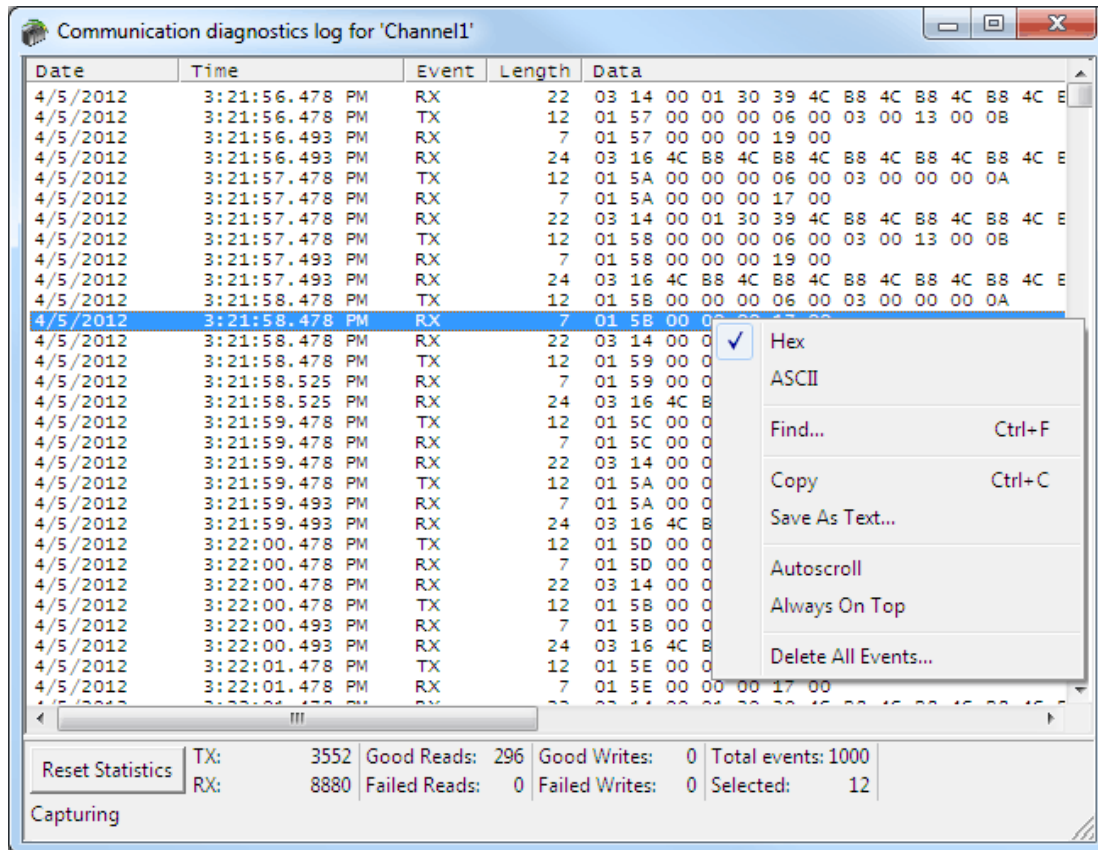 Communication diagnostics log for 'Channel1'
Date Time Event Length Data
4/5/2012 3:21:56.478 PM RX 22 03 14 00 01 30 39 4C B8 4C B8 4C B8 4C
4/5/2012 3:21:56.478 PM TX 12 01 57 00 00 00 06 00 03 00 13 00 0B
4/5/2012 3:21:56.493 PM RX 7 01 57 00 00 00 19 00
4/5/2012 3:21:56.493 PM RX 24 03 16 4C B8 4C B8 4C B8 4C B8 4C B8 4C
4/5/2012 3:21:57.478 PM TX 12 01 5A 00 00 00 06 00 03 00 00 00 0A
4/5/2012 3:21:57.478 PM RX 7 01 5A 00 00 00 17 00
4/5/2012 3:21:57.478 PM RX 22 03 14 00 01 30 39 4C B8 4C B8 4C B8 4C
4/5/2012 3:21:57.478 PM TX 12 01 58 00 00 00 06 00 03 00 13 00 0B
4/5/2012 3:21:57.493 PM RX 7 01 58 00 00 00 19 00
4/5/2012 3:21:57.493 PM RX 24 03 16 4C B8 4C B8 4C B8 4C B8 4C B8 4C
4/5/2012 3:21:58.478 PM TX 12 01 5B 00 00 00 06 00 03 00 00 00 0A
4/5/2012 3:21:58.478 PM RX 7 01 5B 00
4/5/2012 3:21:58.478 PM RX 22 03 14 00
4/5/2012 3:21:58.478 PM TX 12 01 59 00
4/5/2012 3:21:58.525 PM RX 7 01 59 00
4/5/2012 3:21:58.525 PM RX 24 03 16 4C
4/5/2012 3:21:59.478 PM TX 12 01 5C 00
4/5/2012 3:21:59.478 PM RX 7 01 5C 00
4/5/2012 3:21:59.478 PM RX 22 03 14 00
4/5/2012 3:21:59.478 PM TX 12 01 5A 00
4/5/2012 3:21:59.493 PM RX 7 01 5A 00
4/5/2012 3:21:59.493 PM RX 24 03 16 4C
4/5/2012 3:22:00.478 PM TX 12 01 5D 00
4/5/2012 3:22:00.478 PM RX 7 01 5D 00
4/5/2012 3:22:00.478 PM RX 22 03 14 00
4/5/2012 3:22:00.478 PM TX 12 01 5B 00
4/5/2012 3:22:00.493 PM RX 7 01 5B 00
4/5/2012 3:22:00.493 PM RX 24 03 16 4C
4/5/2012 3:22:01.478 PM TX 12 01 5E 00
4/5/2012 3:22:01.478 PM RX 7 01 5E 00 00 00 17 00
Hex
ASCII
Find... Ctrl+F
Copy Ctrl+C
Save As Text...
Autoscroll
Always On Top
Delete All Events...
Reset Statistics
TX: 3552 Good Reads: 296 Good Writes: 0 Total events: 1000
RX: 8880 Failed Reads: 0 Failed Writes: 0 Selected: 12
Capturing